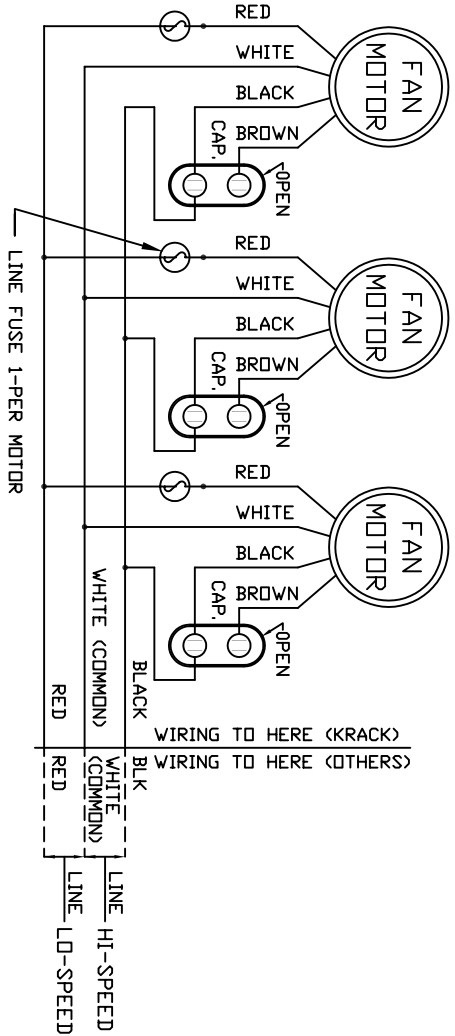 RED
WHITE
BLACK
BROWN
FAN
MOTOR
CAP.
OPEN
RED
WHITE
BLACK
BROWN
FAN
MOTOR
CAP.
OPEN
LINE FUSE 1-PER MOTOR
RED
WHITE
BLACK
BROWN
FAN
MOTOR
CAP.
OPEN
BLACK
WHITE (COMMON)
RED
WIRING TO HERE (KRACK)
WIRING TO HERE (OTHERS)
BLK
WHITE
(COMMON)
RED
LINE
HI-SPEED
LINE
LO-SPEED